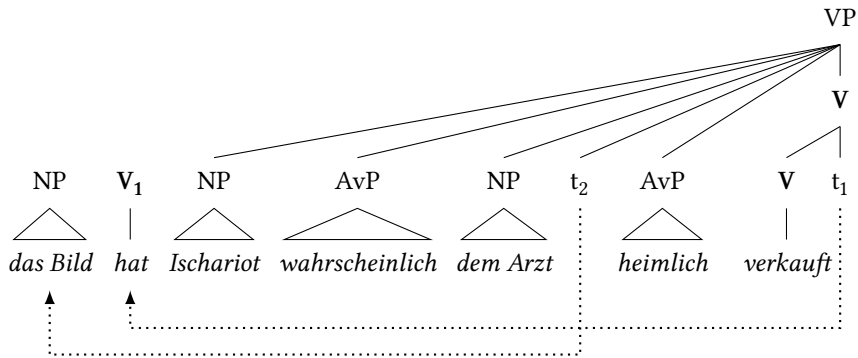 VP
V
NP V₁ NP AvP NP t₂ AvP V t₁
das Bild hat Ischariot wahrscheinlich dem Arzt heimlich verkauft